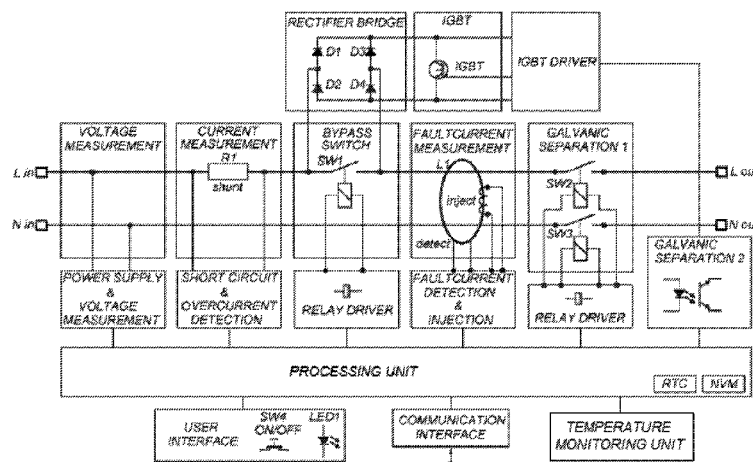 RECTIFIER BRIDGE
IGBT
D1 D3
IGBT
IGBT DRIVER
D2 D4
VOLTAGE
MEASUREMENT
CURRENT
MEASUREMENT
BYPASS
SWITCH
FAULTCURRENT
MEASUREMENT
GALVANIC
SEPARATION 1
R1
SW1
L1
L in
shunt
SW2
L out
inject
N in
SW3
N out
detect
GALVANIC
SEPARATION 2
POWER SUPPLY
&
VOLTAGE
MEASUREMENT
SHORT CIRCUIT
&
OVERCURRENT
DETECTION
RELAY DRIVER
FAULTCURRENT
DETECTION
&
INJECTION
RELAY DRIVER
PROCESSING UNIT
RTC
NVM
USER
INTERFACE
SW4
ON/OFF
LED1
COMMUNICATION
INTERFACE
TEMPERATURE
MONITORING UNIT